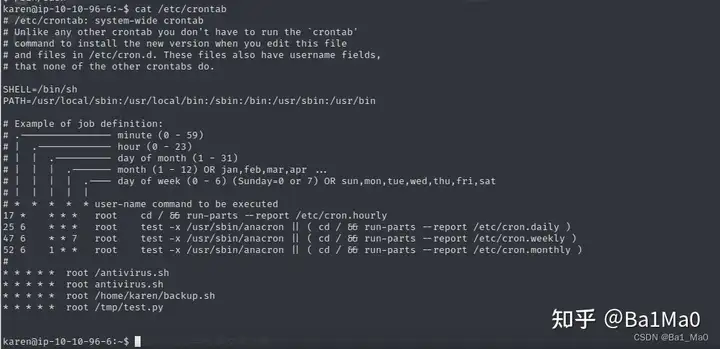 karen@ip-10-10-96-6:~$ cat /etc/crontab
# /etc/crontab: system-wide crontab
# Unlike any other crontab you don't have to run the `crontab'
# command to install the new version when you edit this file
# and files in /etc/cron.d. These files also have username fields,
# that none of the other crontabs do.
SHELL=/bin/sh
PATH=/usr/local/sbin:/usr/local/bin:/sbin:/bin:/usr/sbin:/usr/bin
# Example of job definition:
# .---------------- minute (0 - 59)
# |  .------------- hour (0 - 23)
# |  |  .---------- day of month (1 - 31)
# |  |  |  .------- month (1 - 12) OR jan,feb,mar,apr ...
# |  |  |  |  .---- day of week (0 - 6) (Sunday=0 or 7) OR sun,mon,tue,wed,thu,fri,sat
# |  |  |  |  |
# *  *  *  *  * user-name command to be executed
17 *    * * *   root    cd / && run-parts --report /etc/cron.hourly
25 6    * * *   root    test -x /usr/sbin/anacron || ( cd / && run-parts --report /etc/cron.daily )
47 6    * * 7   root    test -x /usr/sbin/anacron || ( cd / && run-parts --report /etc/cron.weekly )
52 6    1 * *   root    test -x /usr/sbin/anacron || ( cd / && run-parts --report /etc/cron.monthly )
#
* * * * *  root /antivirus.sh
* * * * *  root antivirus.sh
* * * * *  root /home/karen/backup.sh
* * * * *  root /tmp/test.py
知乎 @Ba1Ma0
karen@ip-10-10-96-6:~$
CSDN @Ba1_Ma0